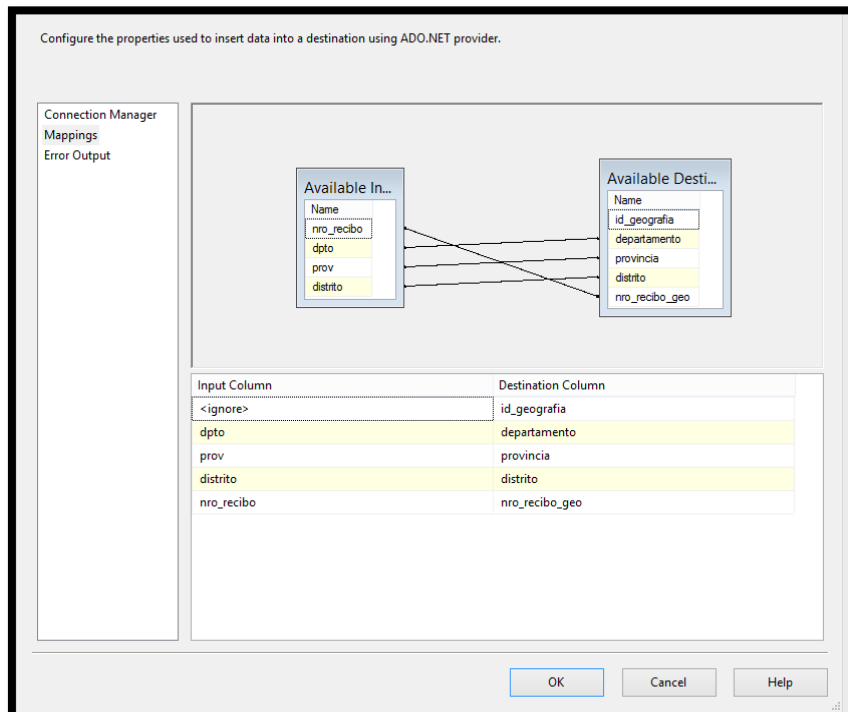 Configure the properties used to insert data into a destination using ADO.NET provider.
Connection Manager
Mappings
Error Output
Available In...
Name
nro_recibo
dpto
prov
distrito
Available Desti...
Name
id_geografia
departamento
provincia
distrito
nro_recibo_geo
Input Column Destination Column
<ignore> id_geografia
dpto departamento
prov provincia
distrito distrito
nro_recibo nro_recibo_geo
OK Cancel Help